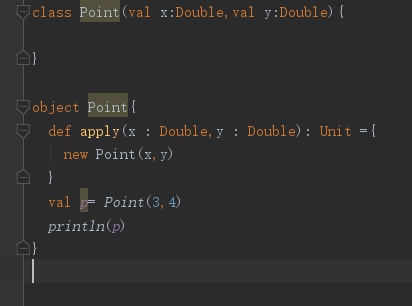 class Point(val x:Double,val y:Double){
}
object Point{
def apply(x : Double,y : Double): Unit ={
new Point(x,y)
}
val p= Point(3,4)
println(p)
}